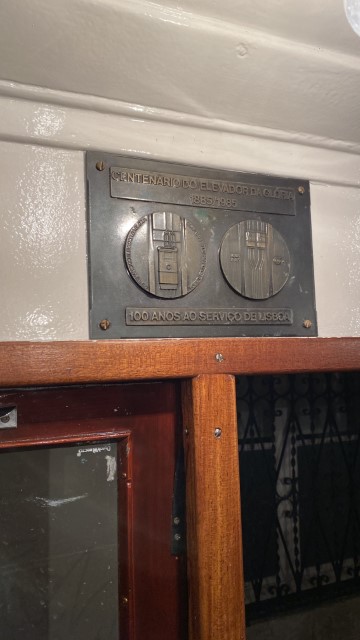 CENTENÁRIO DO ELEVADOR DA GLÓRIA
1885/1985
100 ANOS AO SERVIÇO DE LISBOA